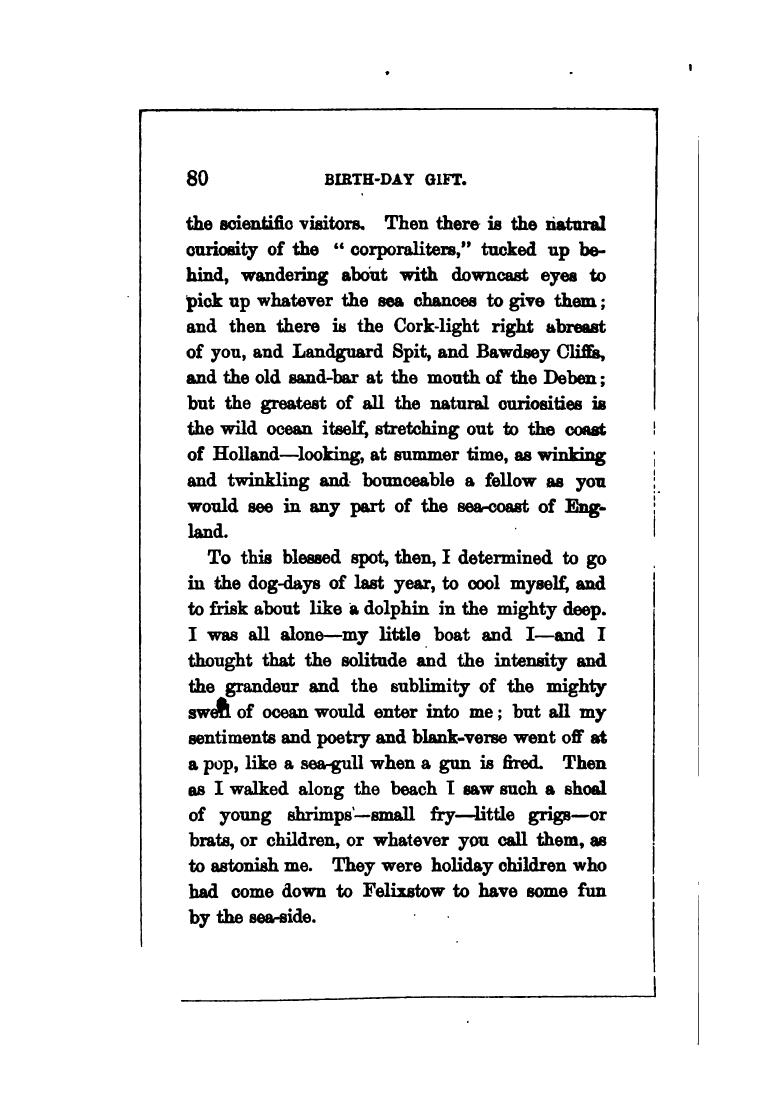 80 BIRTH-DAY GIFT.
the scientific visitors. Then there is the natural
curiosity of the “ corporaliters,” tucked up be-
hind, wandering about with downcast eyes to
pick up whatever the sea chances to give them;
and then there is the Cork-light right abreast
of you, and Landguard Spit, and Bawdsey Cliffs,
and the old sand-bar at the mouth of the Deben;
but the greatest of all the natural curiosities is
the wild ocean itself, stretching out to the coast
of Holland—looking, at summer time, as winking
and twinkling and bounceable a fellow as you
would see in any part of the sea-coast of Eng-
land.
To this blessed spot, then, I determined to go
in the dog-days of last year, to cool myself, and
to frisk about like a dolphin in the mighty deep.
I was all alone—my little boat and I—and I
thought that the solitude and the intensity and
the grandeur and the sublimity of the mighty
swell of ocean would enter into me; but all my
sentiments and poetry and blank-verse went off at
a pop, like a sea-gull when a gun is fired. Then
as I walked along the beach I saw such a shoal
of young shrimps—small fry—little grigs—or
brats, or children, or whatever you call them, as
to astonish me. They were holiday children who
had come down to Felixstow to have some fun
by the sea-side.